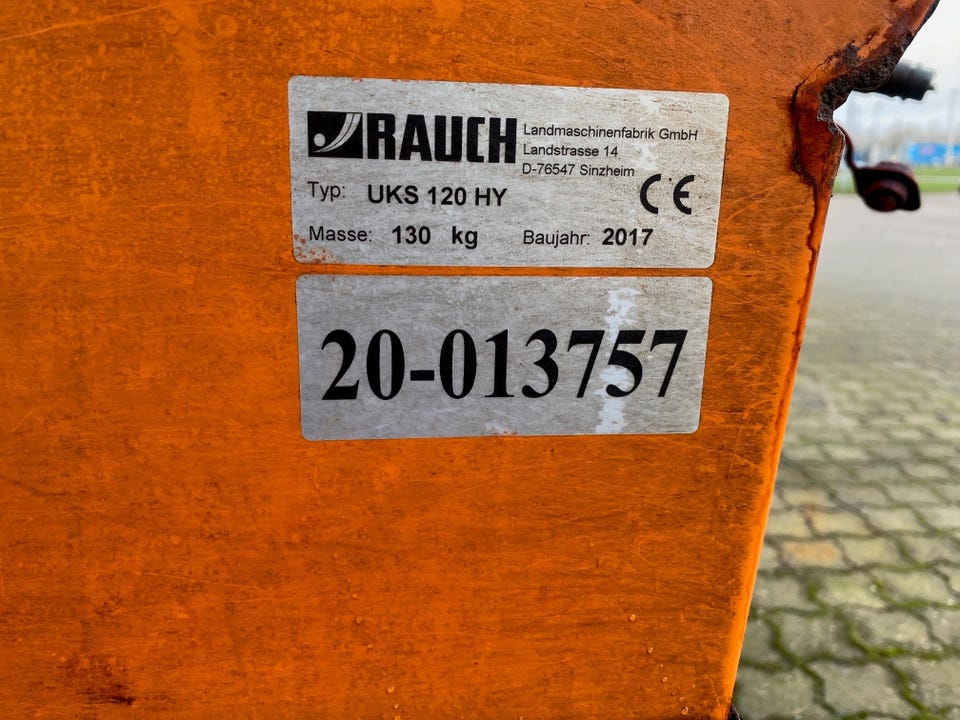 RAUCH
Landmaschinenfabrik GmbH
Landstrasse 14
D-76547 Sinzheim
Typ: UKS 120 HY CE
Masse: 130 kg Baujahr: 2017
20-013757